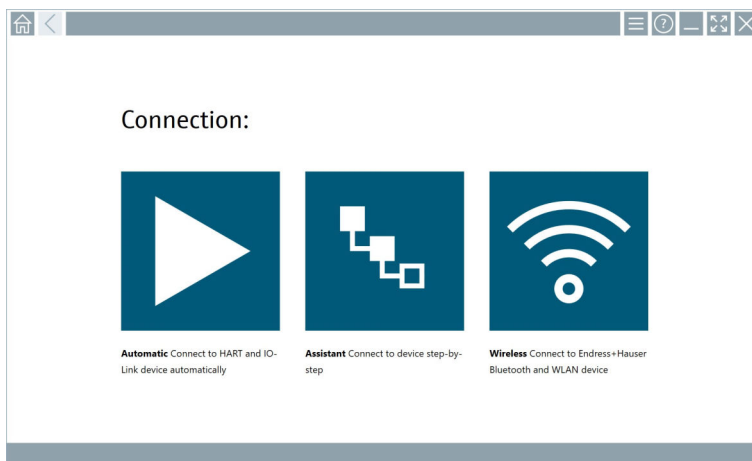 Connection:
Automatic Connect to HART and IO-
Link device automatically
Assistant Connect to device step-by-
step
Wireless Connect to Endress+Hauser
Bluetooth and WLAN device